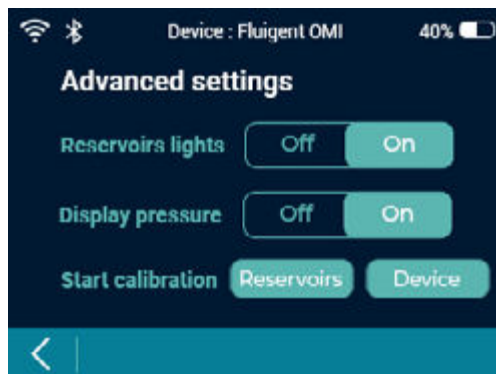 Device : Fluigent OMI 40%
Advanced settings
Reservoirs lights Off On
Display pressure Off On
Start calibration Reservoirs Device